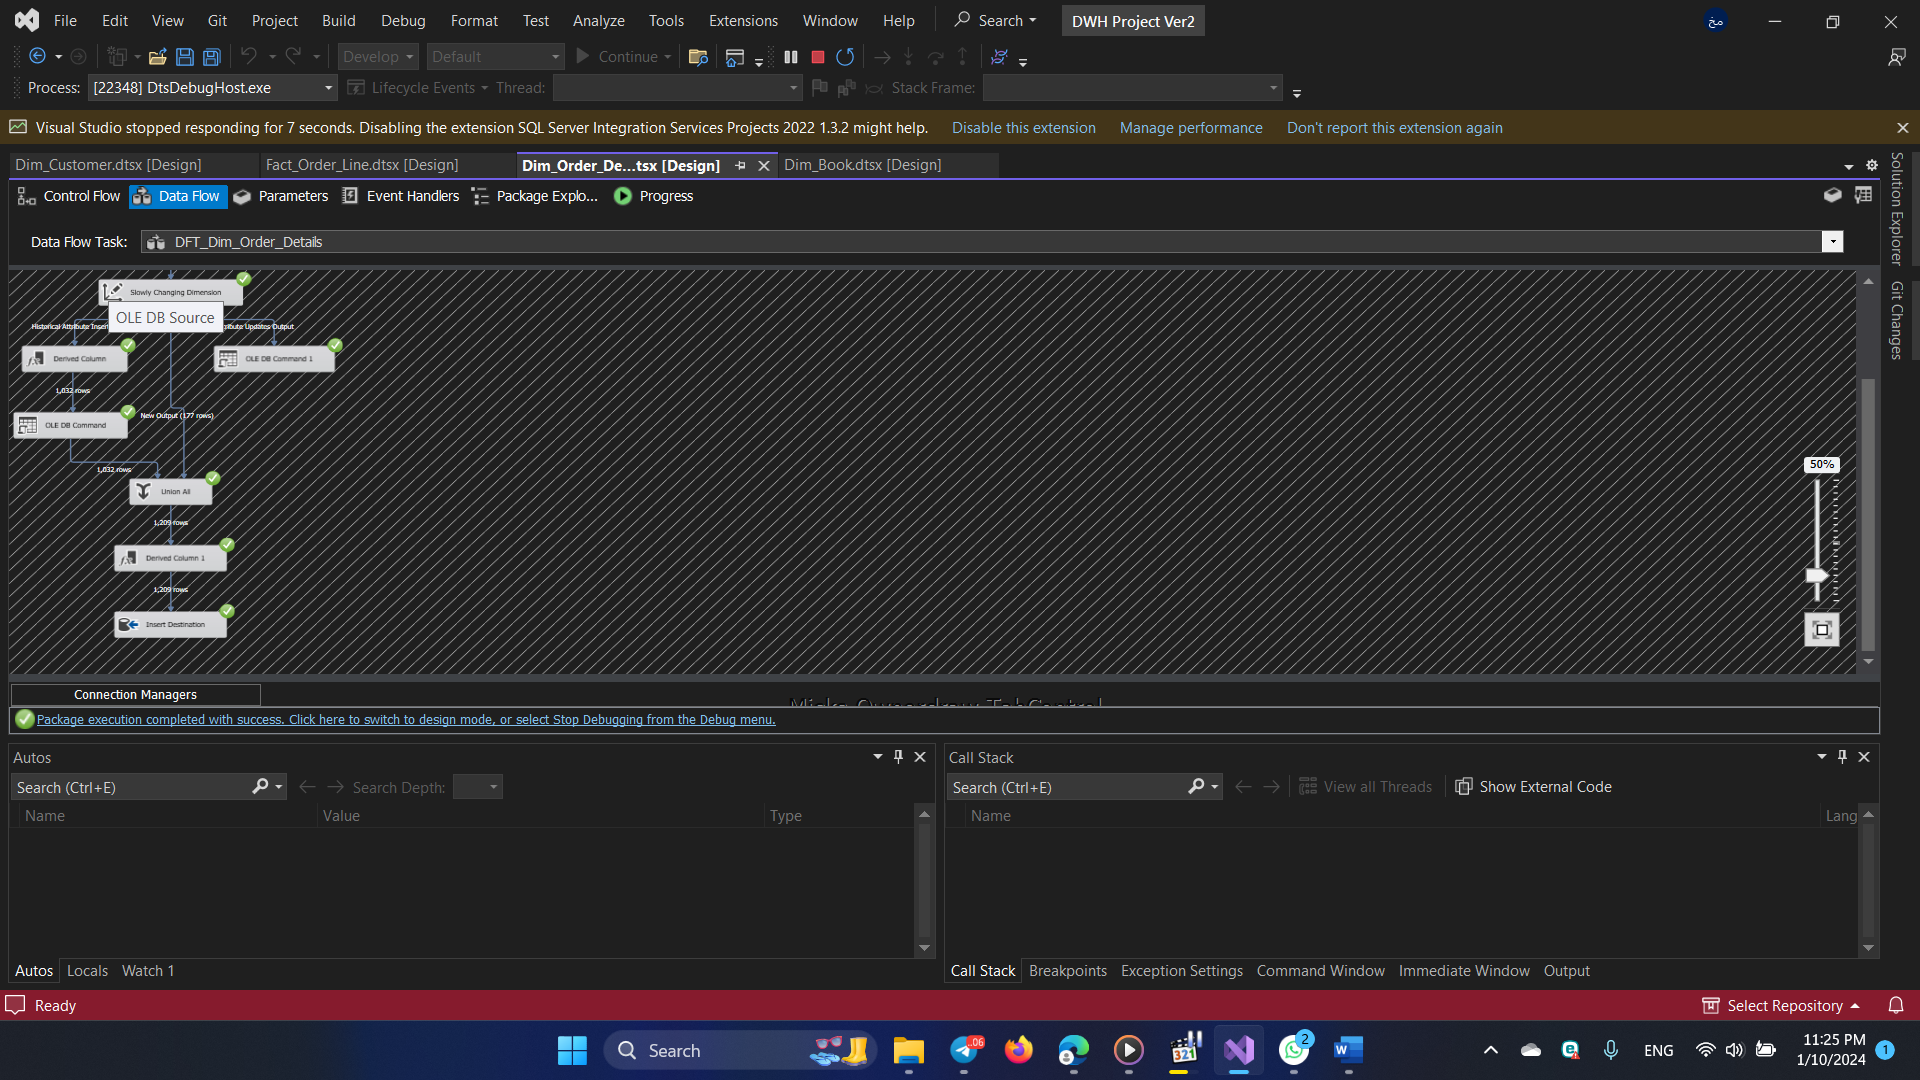 File Edit View Git Project Build Debug Format Test Analyze Tools Extensions Window Help Search DWH Project Ver2 مخ
Develop Default Continue
Process: [22348] DtsDebugHost.exe Lifecycle Events Thread: Stack Frame:
Visual Studio stopped responding for 7 seconds. Disabling the extension SQL Server Integration Services Projects 2022 1.3.2 might help. Disable this extension Manage performance Don't report this extension again
Dim_Customer.dtsx [Design] Fact_Order_Line.dtsx [Design] Dim_Order_De...tsx [Design] Dim_Book.dtsx [Design]
Control Flow Data Flow Parameters Event Handlers Package Explo... Progress
Solution Explorer
Git Changes
Data Flow Task: DFT_Dim_Order_Details
Slowly Changing Dimension
OLE DB Source
Historical Attribute Inser
ribute Updates Output
Derived Column
OLE DB Command 1
1,032 rows
New Output (177 rows)
OLE DB Command
1,032 rows
Union All
1,209 rows
Derived Column 1
1,209 rows
Insert Destination
50%
Connection Managers
Package execution completed with success. Click here to switch to design mode, or select Stop Debugging from the Debug menu.
Autos
Search (Ctrl+E) Search Depth:
Name Value Type
Autos Locals Watch 1
Call Stack
Search (Ctrl+E) View all Threads Show External Code
Name Lang
Call Stack Breakpoints Exception Settings Command Window Immediate Window Output
Ready Select Repository
Search ..06 321 2 ENG 11:25 PM
1/10/2024 1